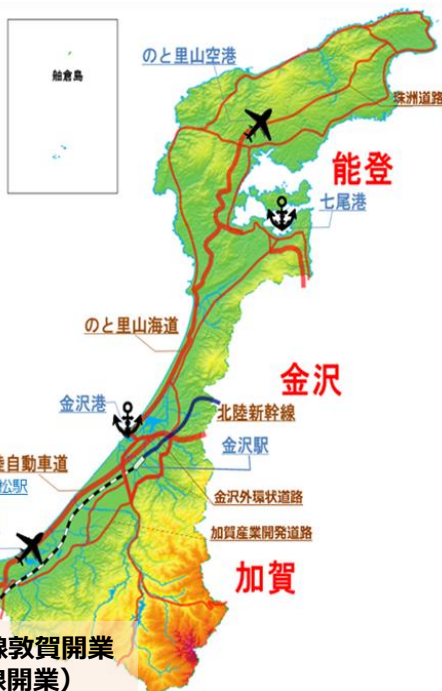 舳倉島
のと里山空港
珠洲道路
能登
七尾港
のと里山海道
金沢
金沢港
北陸新幹線
金沢駅
陸自動車道
松駅
金沢外環状道路
加賀産業開発道路
加賀
線敦賀開業
線開業）